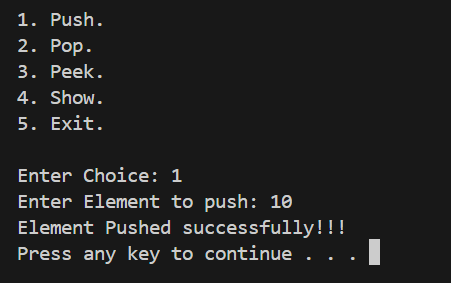 1. Push.
2. Pop.
3. Peek.
4. Show.
5. Exit.
Enter Choice: 1
Enter Element to push: 10
Element Pushed successfully!!!
Press any key to continue . . .